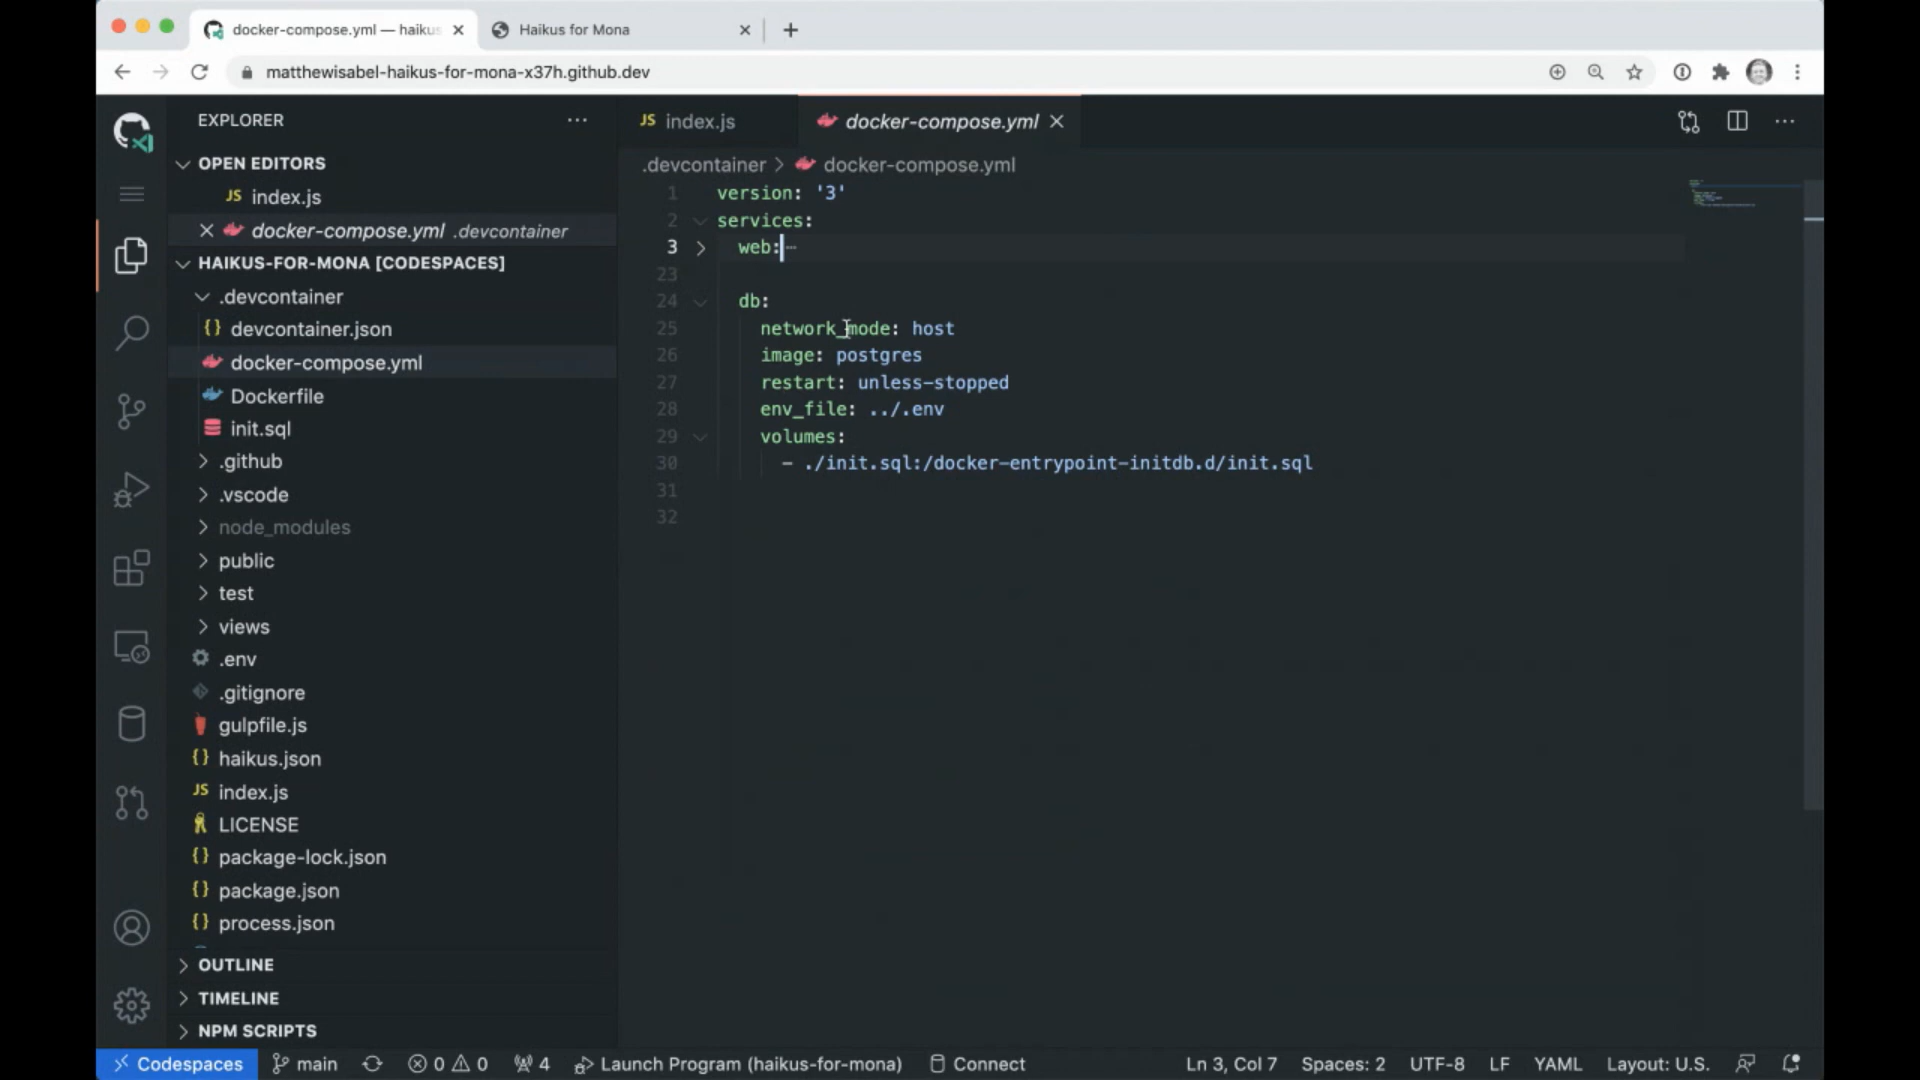 docker-compose.yml — haikus
Haikus for Mona
matthewisabel-haikus-for-mona-x37h.github.dev
EXPLORER
OPEN EDITORS
JS index.js
docker-compose.yml .devcontainer
HAIKUS-FOR-MONA [CODESPACES]
.devcontainer
{} devcontainer.json
docker-compose.yml
Dockerfile
init.sql
.github
.vscode
node_modules
public
test
views
.env
.gitignore
gulpfile.js
{} haikus.json
JS index.js
LICENSE
{} package-lock.json
{} package.json
{} process.json
OUTLINE
TIMELINE
NPM SCRIPTS
JS index.js
docker-compose.yml
.devcontainer > docker-compose.yml
1 version: '3'
2 services:
3 web:
23
24 db:
25 network_mode: host
26 image: postgres
27 restart: unless-stopped
28 env_file: ../.env
29 volumes:
30 - ./init.sql:/docker-entrypoint-initdb.d/init.sql
31
32
Codespaces main 0 0 4 Launch Program (haikus-for-mona) Connect Ln 3, Col 7 Spaces: 2 UTF-8 LF YAML Layout: U.S.